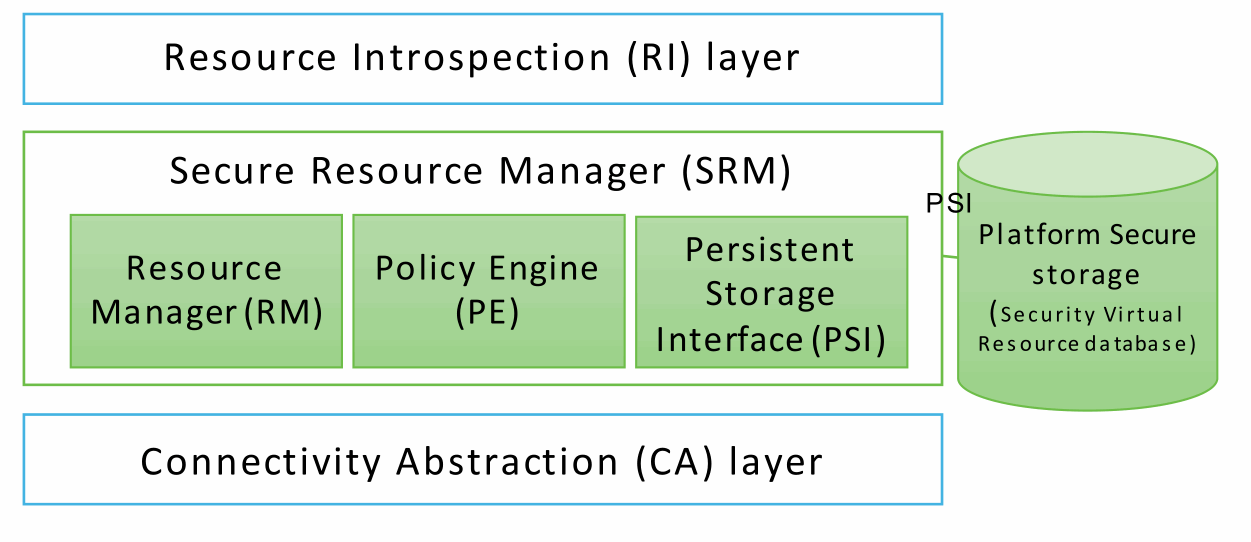 Resource Introspection (RI) layer
Secure Resource Manager (SRM)
Resource
Manager (RM)
Policy Engine
(PE)
Persistent
Storage
Interface (PSI)
PSI
Platform Secure
storage
(Security Virtual
Resource database)
Connectivity Abstraction (CA) layer